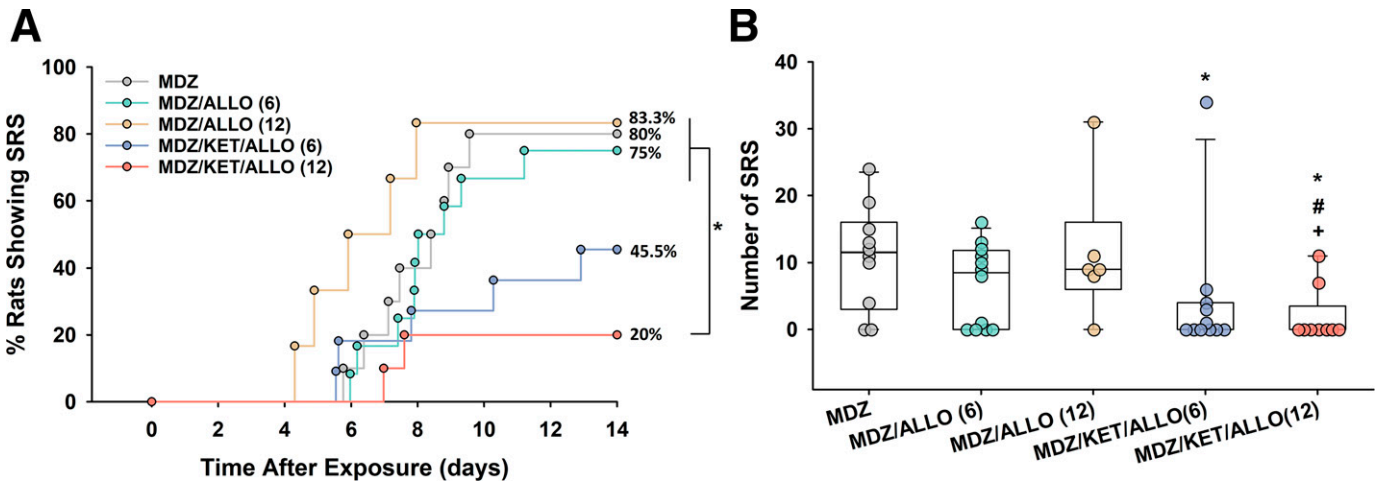 A
% Rats Showing SRS
100
80
60
40
20
0
MDZ
MDZ/ALLO (6)
MDZ/ALLO (12)
MDZ/KET/ALLO (6)
MDZ/KET/ALLO (12)
83.3%
80%
75%
45.5%
20%
*
0 2 4 6 8 10 12 14
Time After Exposure (days)
B
Number of SRS
40
30
20
10
0
*
*
#
+
MDZ
MDZ/ALLO (6)
MDZ/ALLO (12)
MDZ/KET/ALLO(6)
MDZ/KET/ALLO(12)